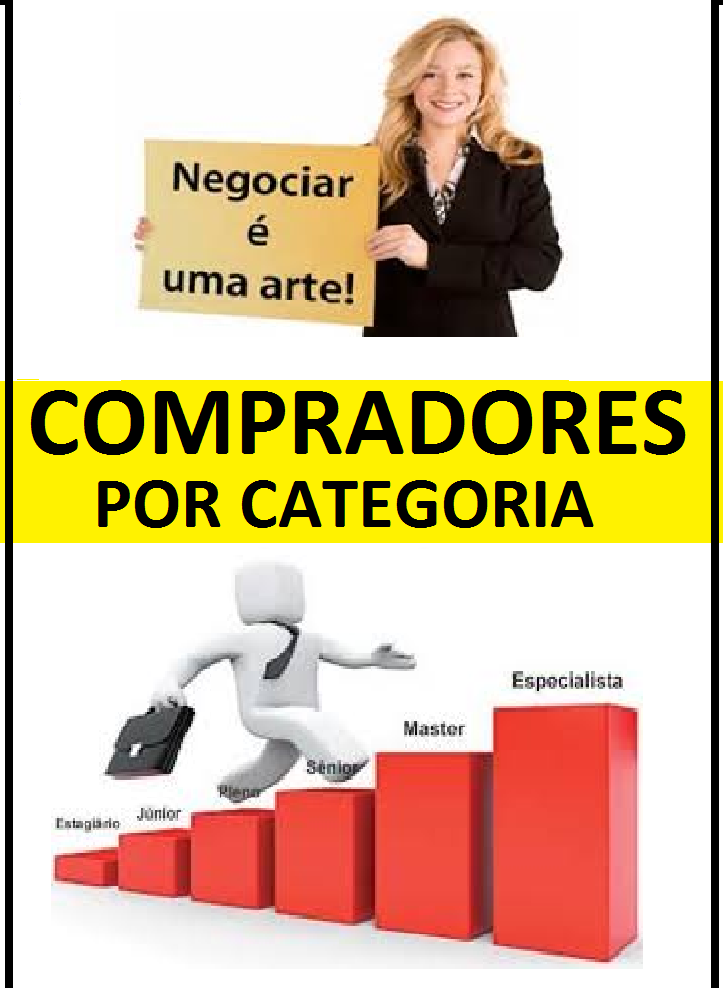 Negociar
é
uma arte!
COMPRADORES
POR CATEGORIA
Especialista
Master
Sênior
Pleno
Júnior
Estagiário